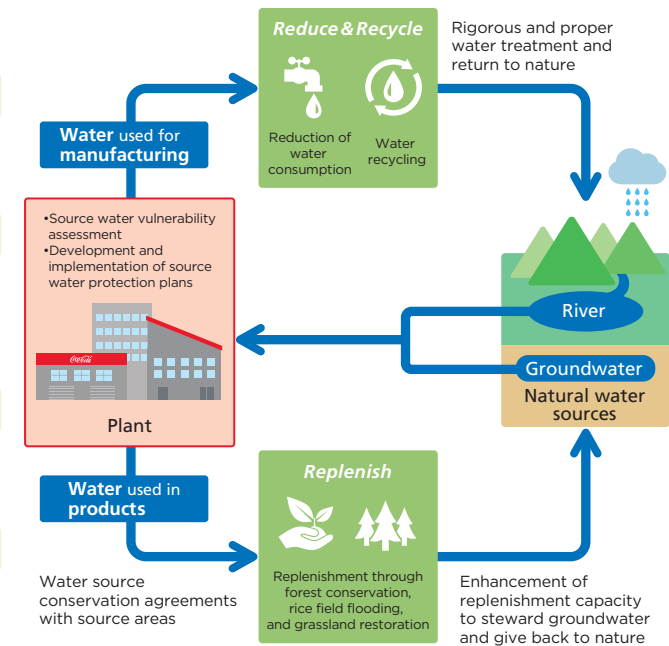 Reduce & Recycle
Reduction of
water
consumption
Water
recycling
Rigorous and proper
water treatment and
return to nature
Water used for
manufacturing
•Source water vulnerability
assessment
•Development and
implementation of source
water protection plans
Coca-Cola
Plant
River
Groundwater
Natural water
sources
Water used in
products
Replenish
Replenishment through
forest conservation,
rice field flooding,
and grassland restoration
Water source
conservation agreements
with source areas
Enhancement of
replenishment capacity
to steward groundwater
and give back to nature